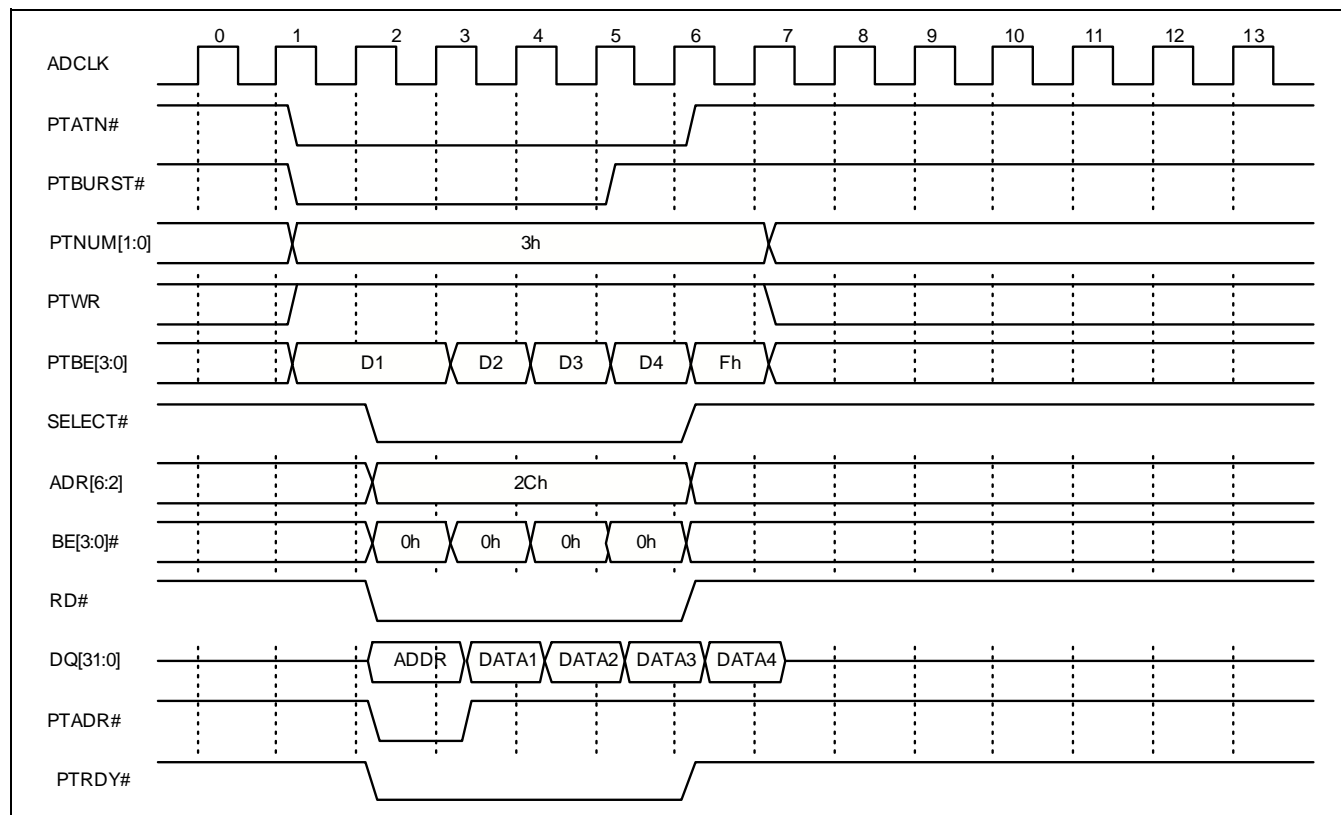 0 1 2 3 4 5 6 7 8 9 10 11 12 13
ADCLK
PTATN#
PTBURST#
PTNUM[1:0] 3h
PTWR
PTBE[3:0] D1 D2 D3 D4 Fh
SELECT#
ADR[6:2] 2Ch
BE[3:0]# 0h 0h 0h 0h
RD#
DQ[31:0] ADDR DATA1 DATA2 DATA3 DATA4
PTADR#
PTRDY#